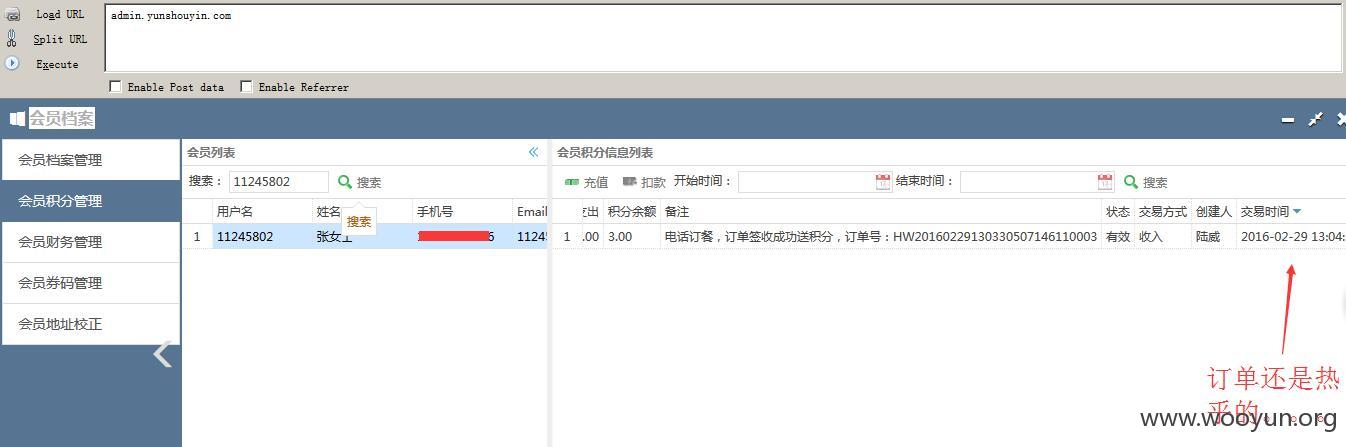 Load URL
admin.yunshouyin.com
Split URL
Execute
Enable Post data Enable Referrer
会员档案
会员档案管理
会员积分管理
会员财务管理
会员券码管理
会员地址校正
会员列表
搜索： 11245802 搜索
用户名 姓名 手机号 Email
搜索
1 11245802 张女士 6 1124
会员积分信息列表
充值 扣款 开始时间： 结束时间： 搜索
支出 积分余额 备注 状态 交易方式 创建人 交易时间
1 .00 3.00 电话订餐，订单签收成功送积分，订单号：HW20160229130330507146110003 有效 收入 陆威 2016-02-29 13:04:
订单还是热
乎的。。。
www.wooyun.org